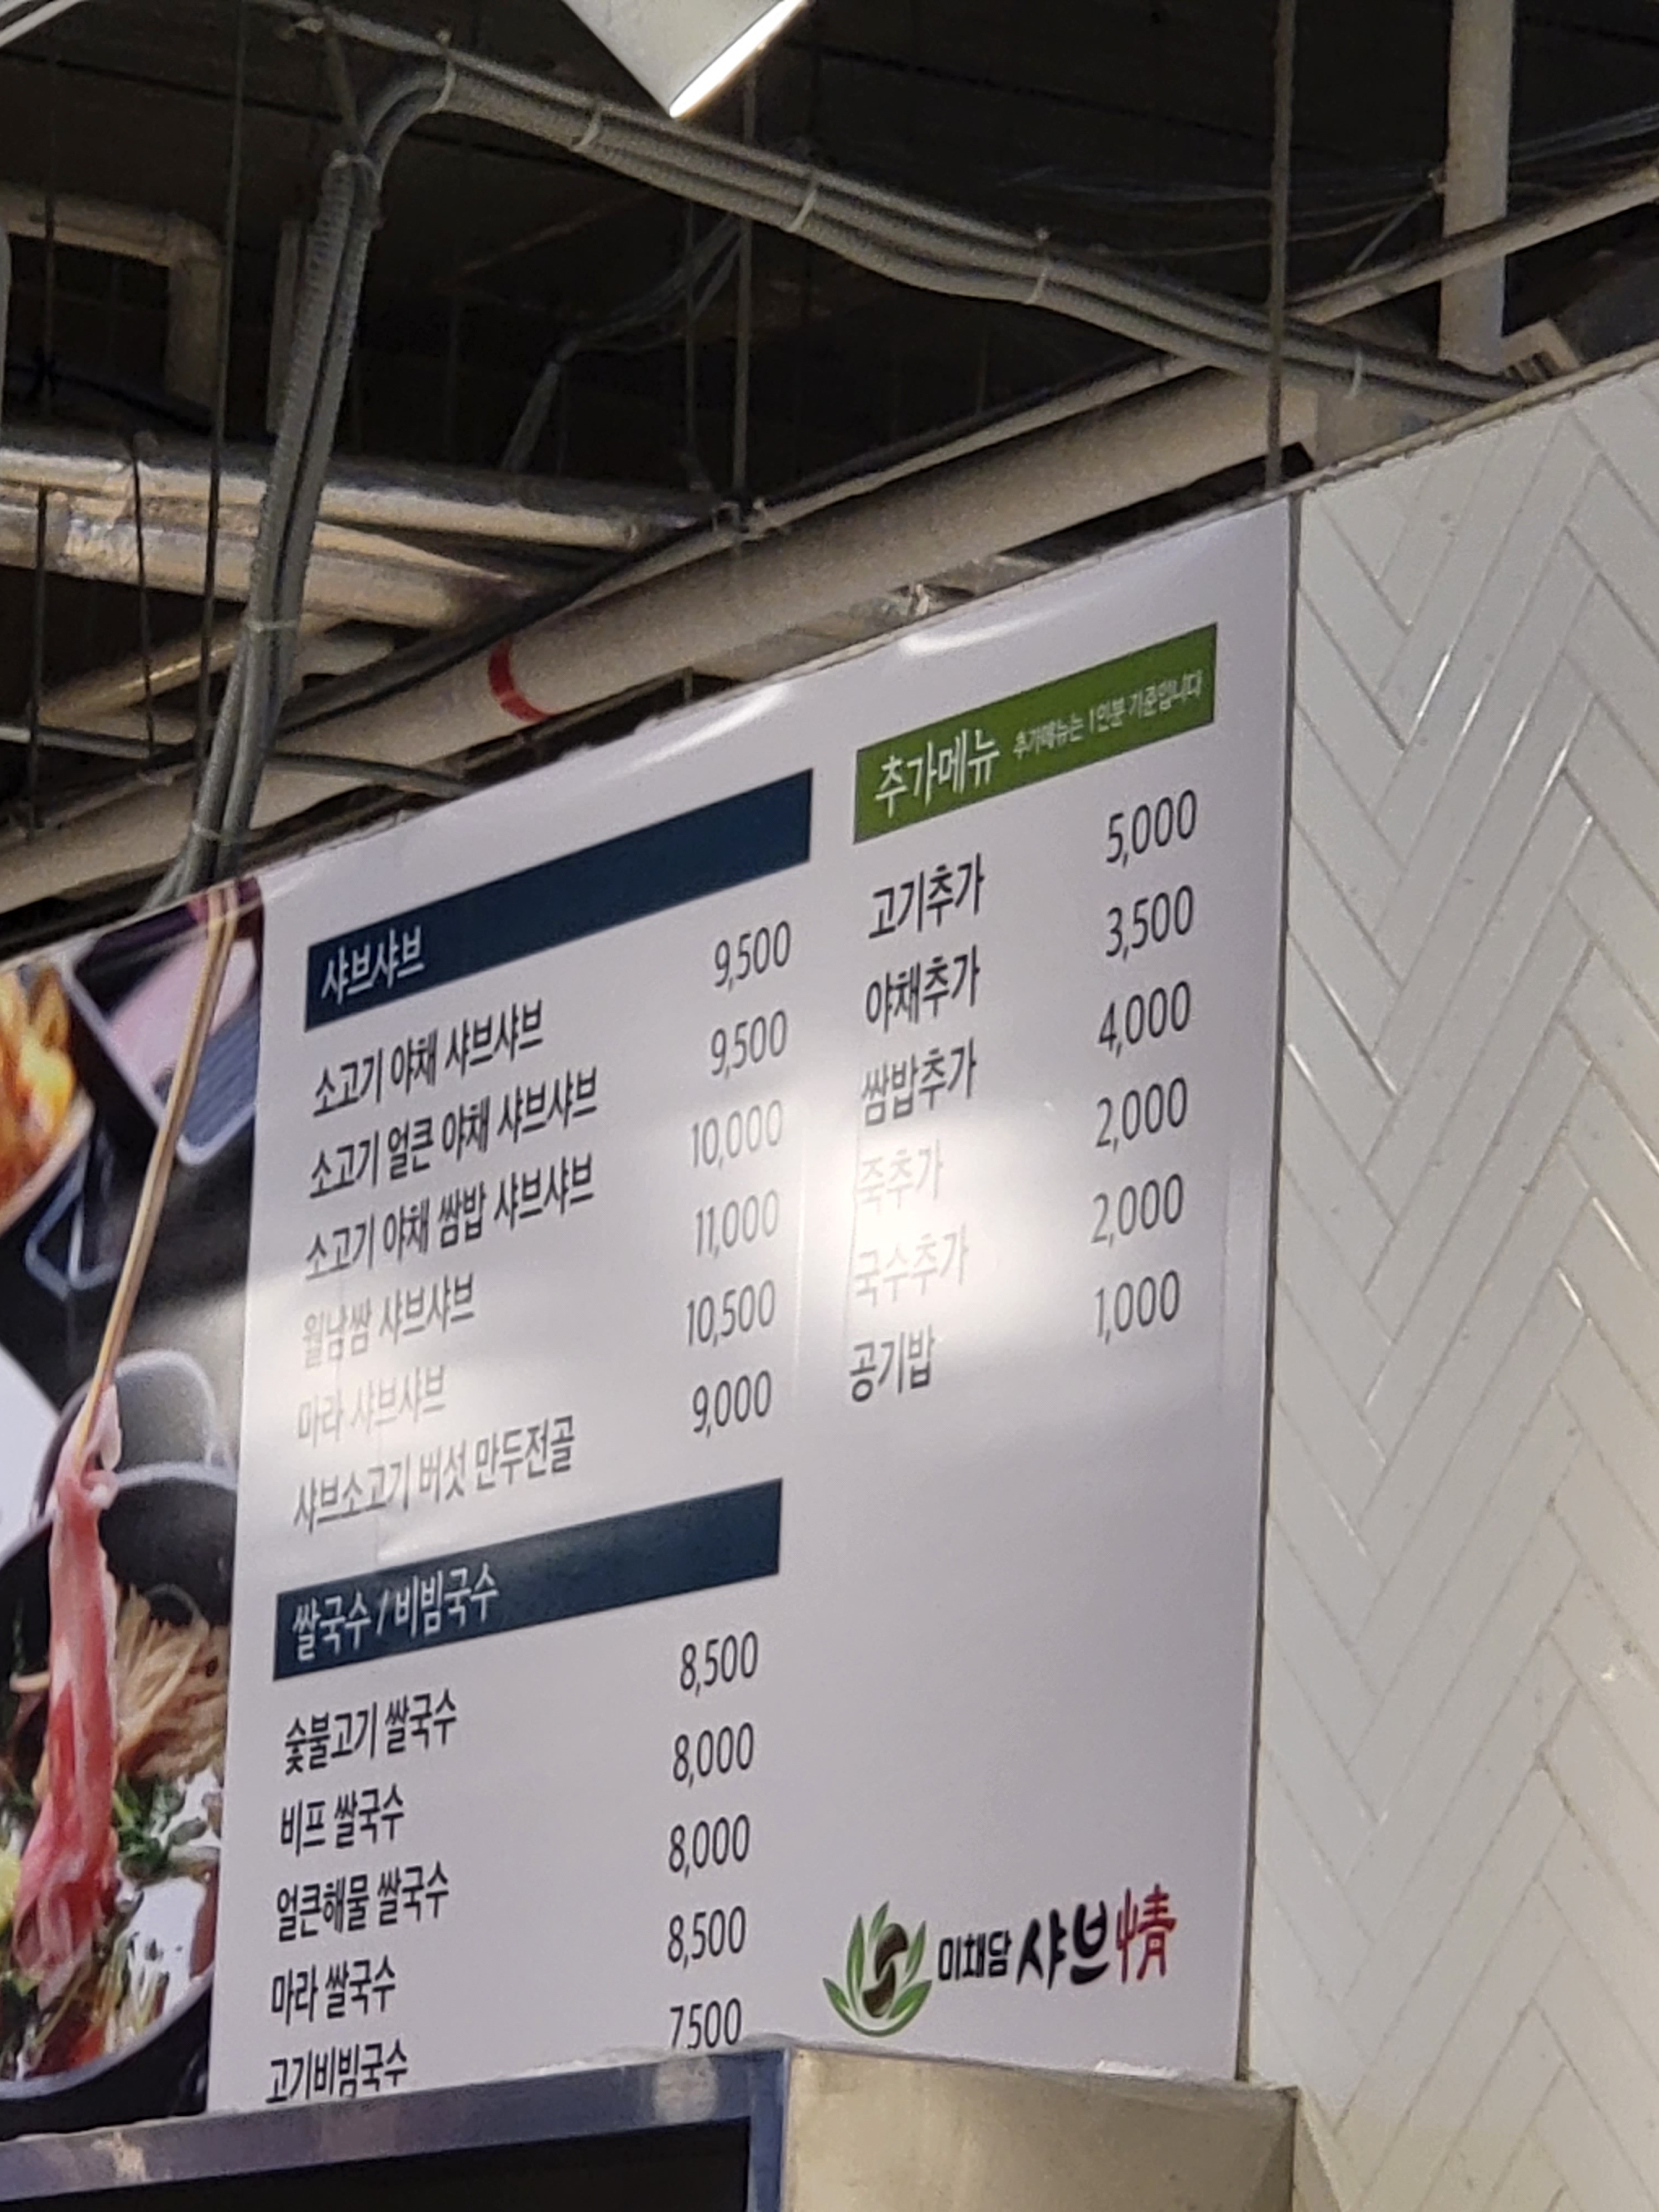 샤브샤브
소고기 야채 샤브샤브 9,500
소고기 얼큰 야채 샤브샤브 9,500
소고기 야채 쌈밥 샤브샤브 10,000
월남쌈 샤브샤브 11,000
마라 샤브샤브 10,500
샤브소고기 버섯 만두전골 9,000
쌀국수 / 비빔국수
숯불고기 쌀국수 8,500
비프 쌀국수 8,000
얼큰해물 쌀국수 8,000
마라 쌀국수 8,500
고기비빔국수 7,500
추가메뉴 추가메뉴는 1인분 기준입니다
고기추가 5,000
야채추가 3,500
쌈밥추가 4,000
죽추가 2,000
국수추가 2,000
공기밥 1,000
미채담 샤브情